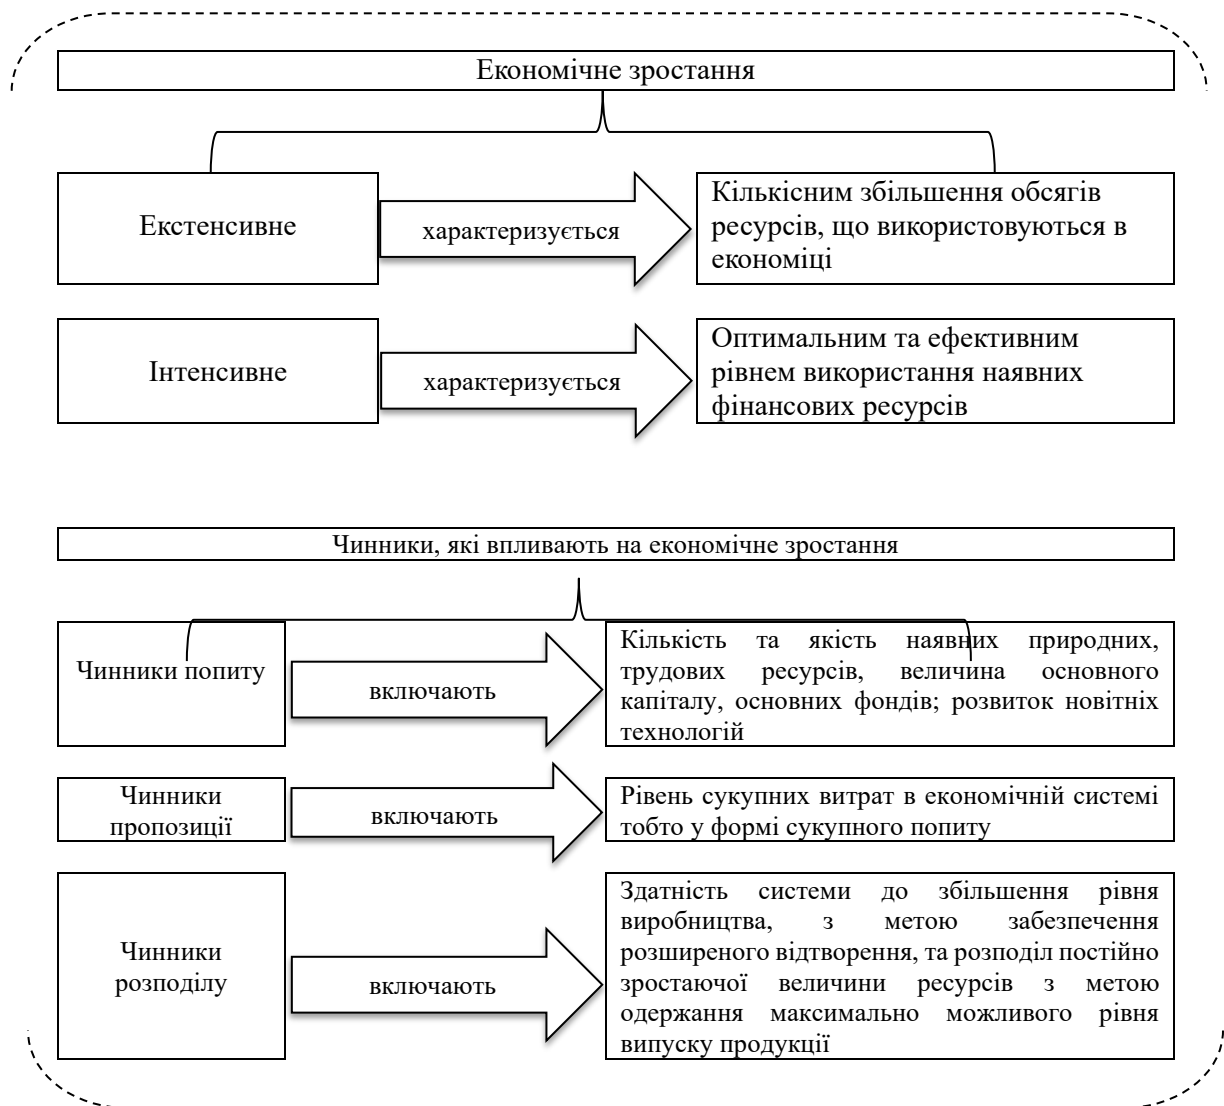 Економічне зростання
Екстенсивне
характеризується
Кількісним збільшення обсягів
ресурсів, що використовуються в
економіці
Інтенсивне
характеризується
Оптимальним та ефективним
рівнем використання наявних
фінансових ресурсів
Чинники, які впливають на економічне зростання
Чинники попиту
включають
Кількість та якість наявних природних,
трудових ресурсів, величина основного
капіталу, основних фондів; розвиток новітніх
технологій
Чинники
пропозиції
включають
Рівень сукупних витрат в економічній системі
тобто у формі сукупного попиту
Чинники
розподілу
включають
Здатність системи до збільшення рівня
виробництва, з метою забезпечення
розширеного відтворення, та розподіл постійно
зростаючої величини ресурсів з метою
одержання максимально можливого рівня
випуску продукції